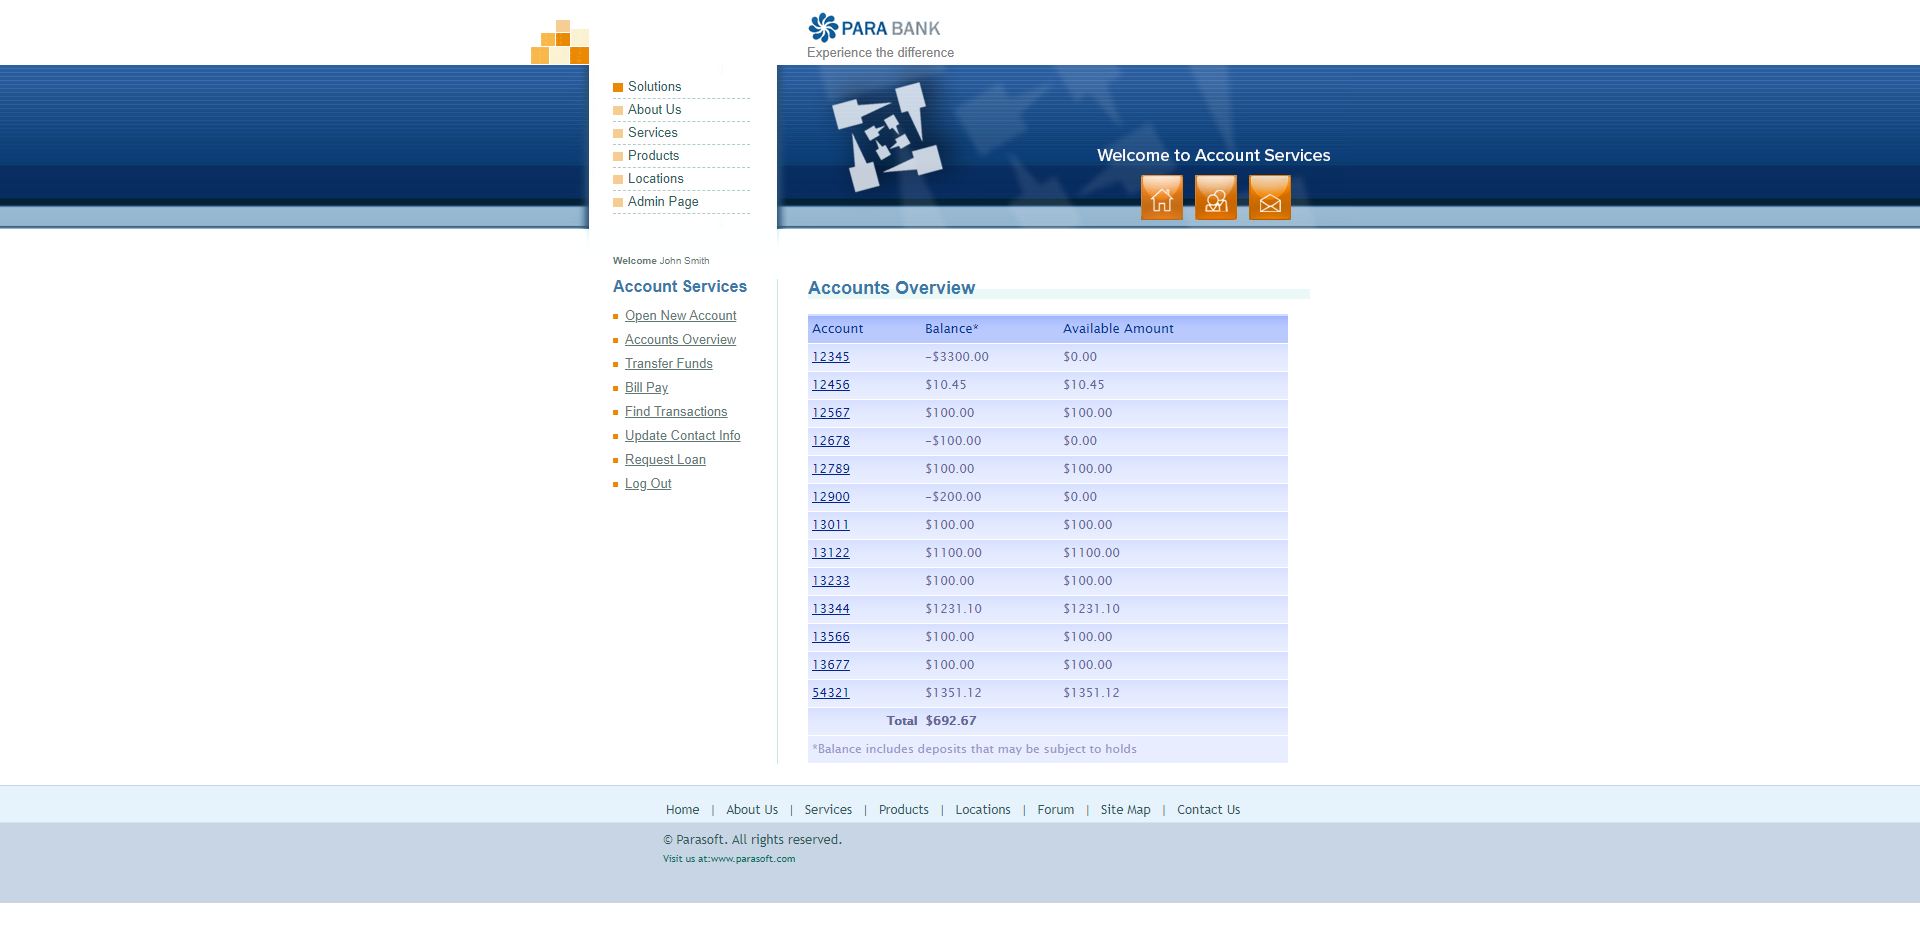 PARA BANK
Experience the difference
Solutions
About Us
Services
Products
Locations
Admin Page
Welcome to Account Services
Welcome John Smith
Account Services
Open New Account
Accounts Overview
Transfer Funds
Bill Pay
Find Transactions
Update Contact Info
Request Loan
Log Out
Accounts Overview
Account Balance* Available Amount
12345 -$3300.00 $0.00
12456 $10.45 $10.45
12567 $100.00 $100.00
12678 -$100.00 $0.00
12789 $100.00 $100.00
12900 -$200.00 $0.00
13011 $100.00 $100.00
13122 $1100.00 $1100.00
13233 $100.00 $100.00
13344 $1231.10 $1231.10
13566 $100.00 $100.00
13677 $100.00 $100.00
54321 $1351.12 $1351.12
Total $692.67
*Balance includes deposits that may be subject to holds
Home | About Us | Services | Products | Locations | Forum | Site Map | Contact Us
© Parasoft. All rights reserved.
Visit us at:www.parasoft.com